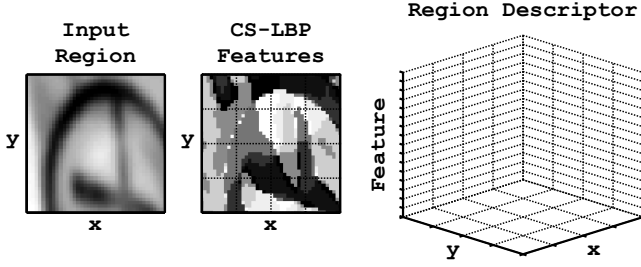 Input
Region
y
x
CS-LBP
Features
y
x
Region Descriptor
Feature
y
x